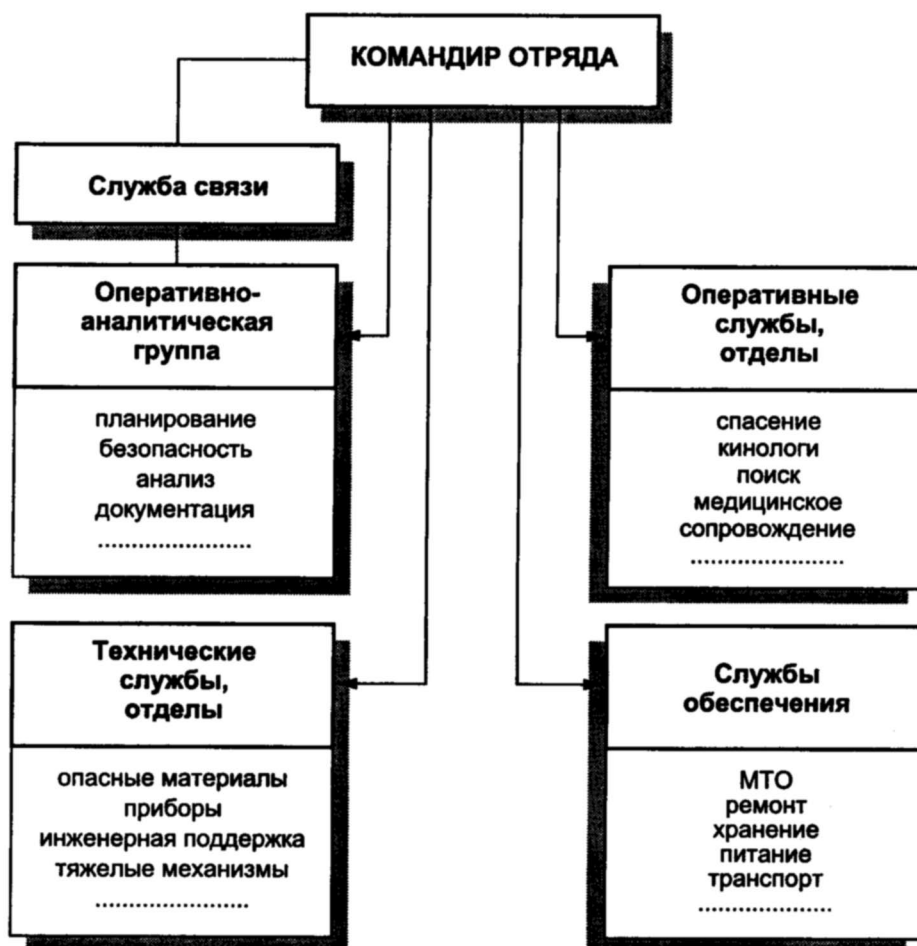 КОМАНДИР ОТРЯДА
Служба связи
Оперативно-
аналитическая
группа
планирование
безопасность
анализ
документация
........................
Оперативные
службы,
отделы
спасение
кинологи
поиск
медицинское
сопровождение
........................
Технические
службы,
отделы
опасные материалы
приборы
инженерная поддержка
тяжелые механизмы
........................
Службы
обеспечения
МТО
ремонт
хранение
питание
транспорт
.....................